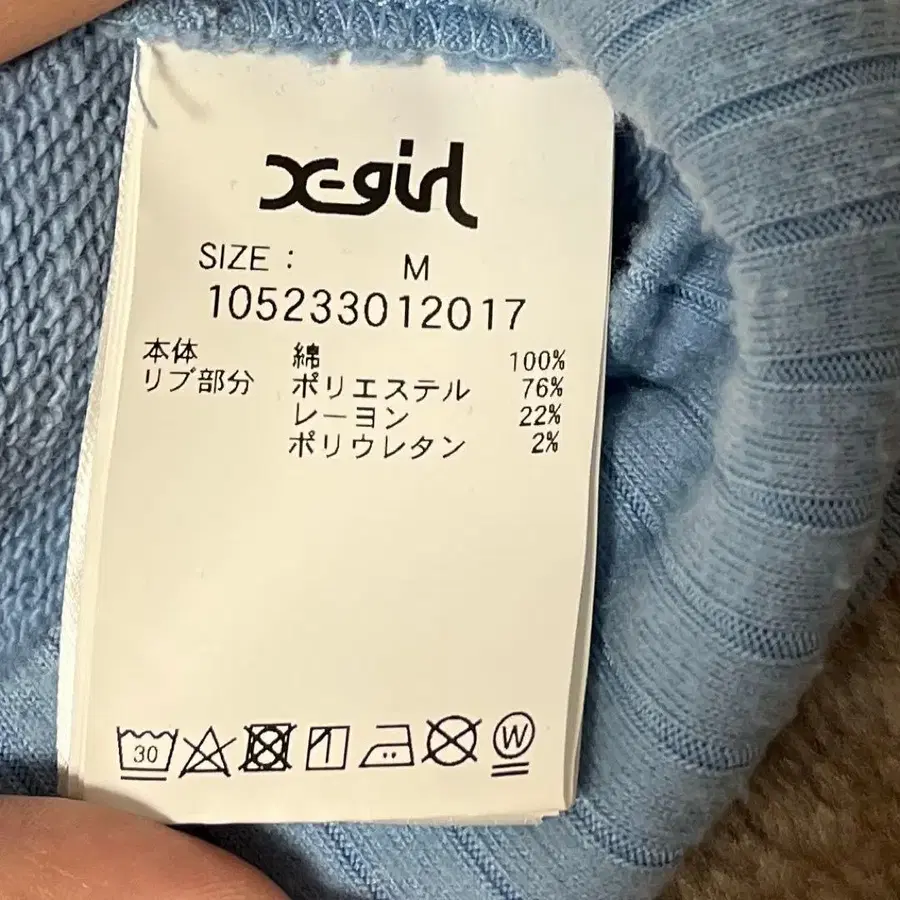 X-girl
SIZE : M
105233012017
本体 綿 100%
リブ部分 ポリエステル 76%
レーヨン 22%
ポリウレタン 2%
30 W